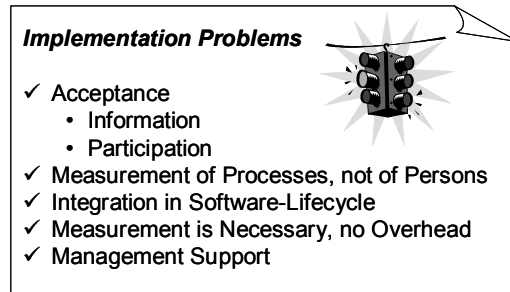 Implementation Problems
✓ Acceptance
• Information
• Participation
✓ Measurement of Processes, not of Persons
✓ Integration in Software-Lifecycle
✓ Measurement is Necessary, no Overhead
✓ Management Support